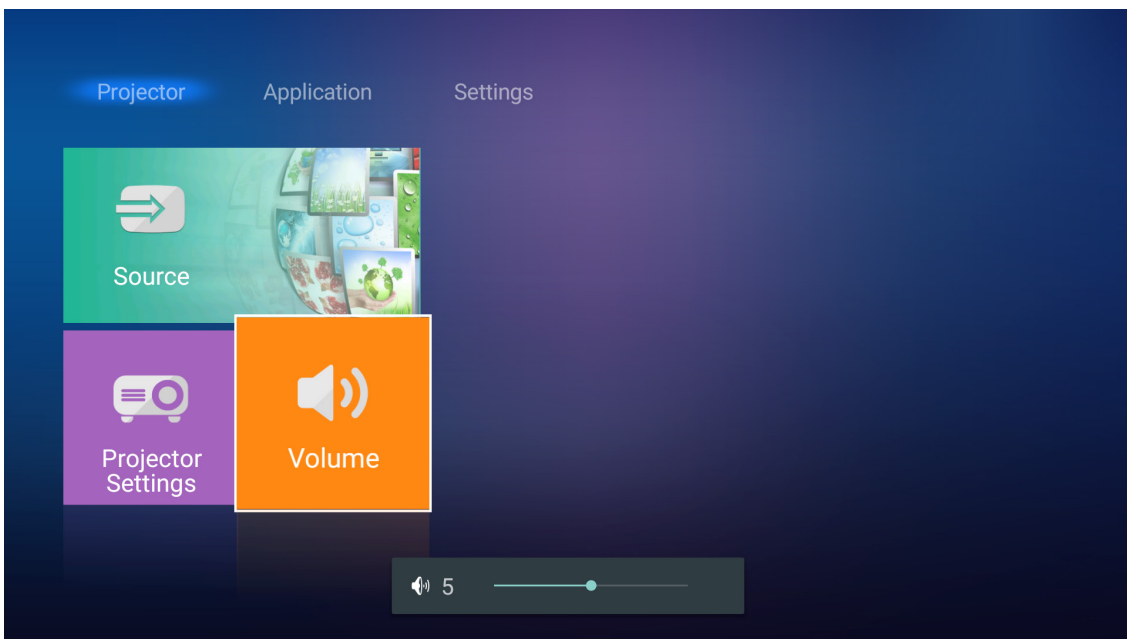 Projector
Application
Settings
Source
Projector
Settings
Volume
5